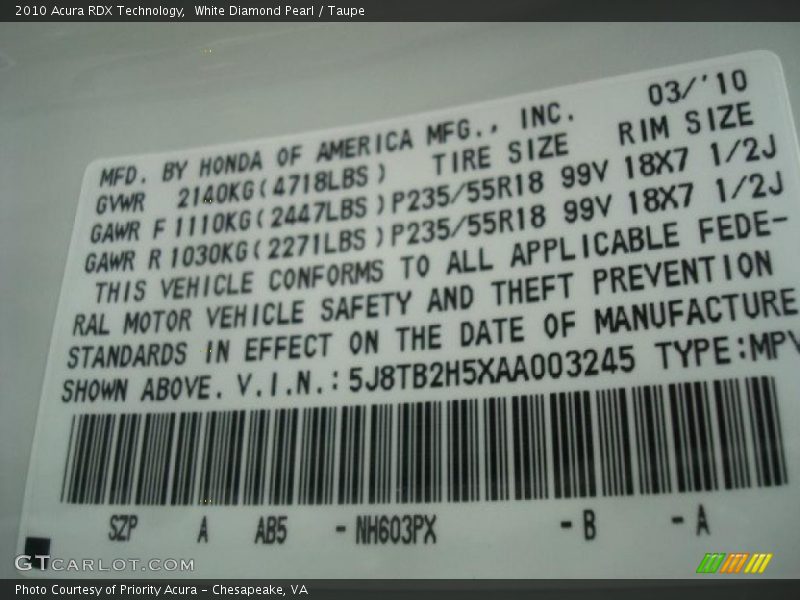 2010 Acura RDX Technology,  White Diamond Pearl / Taupe
03/'10
MFD. BY HONDA OF AMERICA MFG., INC.
GVWR 2140KG(4718LBS) TIRE SIZE RIM SIZE
GAWR F 1110KG(2447LBS)P235/55R18 99V 18X7 1/2J
GAWR R 1030KG(2271LBS)P235/55R18 99V 18X7 1/2J
THIS VEHICLE CONFORMS TO ALL APPLICABLE FEDE-
RAL MOTOR VEHICLE SAFETY AND THEFT PREVENTION
STANDARDS IN EFFECT ON THE DATE OF MANUFACTURE
SHOWN ABOVE. V.I.N.: 5J8TB2H5XAA003245 TYPE:MPV
SZP A AB5 - NH603PX - B - A
GTCARLOT.COM
Photo Courtesy of Priority Acura – Chesapeake, VA